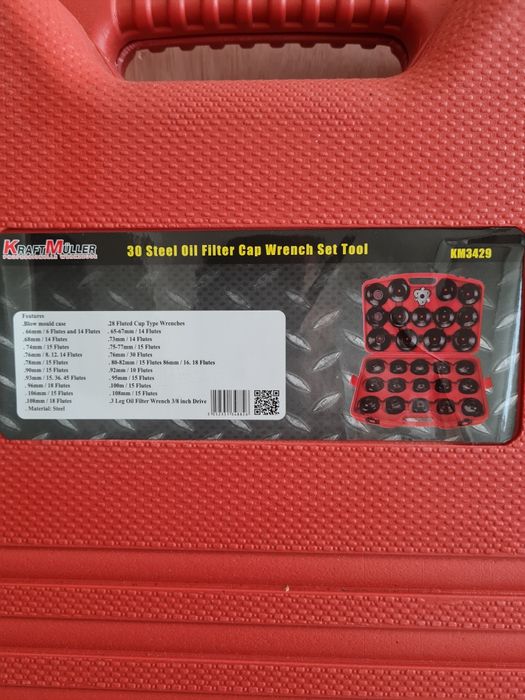 KRAFTMÜLLER
30 Steel Oil Filter Cap Wrench Set Tool
KM3429
Features
.Blow mould case
. 66mm / 6 Flutes and 14 Flutes
.68mm / 14 Flutes
.74mm / 15 Flutes
.76mm / 8. 12. 14 Flutes
.78mm / 15 Flutes
.90mm / 15 Flutes
.93mm / 15. 36. 45 Flutes
. 96mm / 18 Flutes
. 106mm / 15 Flutes
.108mm / 18 Flutes
. Material: Steel
.28 Fluted Cup Type Wrenches
. 65-67mm / 14 Flutes
.73mm / 14 Flutes
.75-77mm / 15 Flutes
.76mm / 30 Flutes
. 80-82mm / 15 Flutes 86mm / 16. 18 Flutes
.92mm / 10 Flutes
. 95mm / 15 Flutes
. 100m / 15 Flutes
. 108mm / 15 Flutes
.3 Leg Oil Filter Wrench 3/8 inch Drive